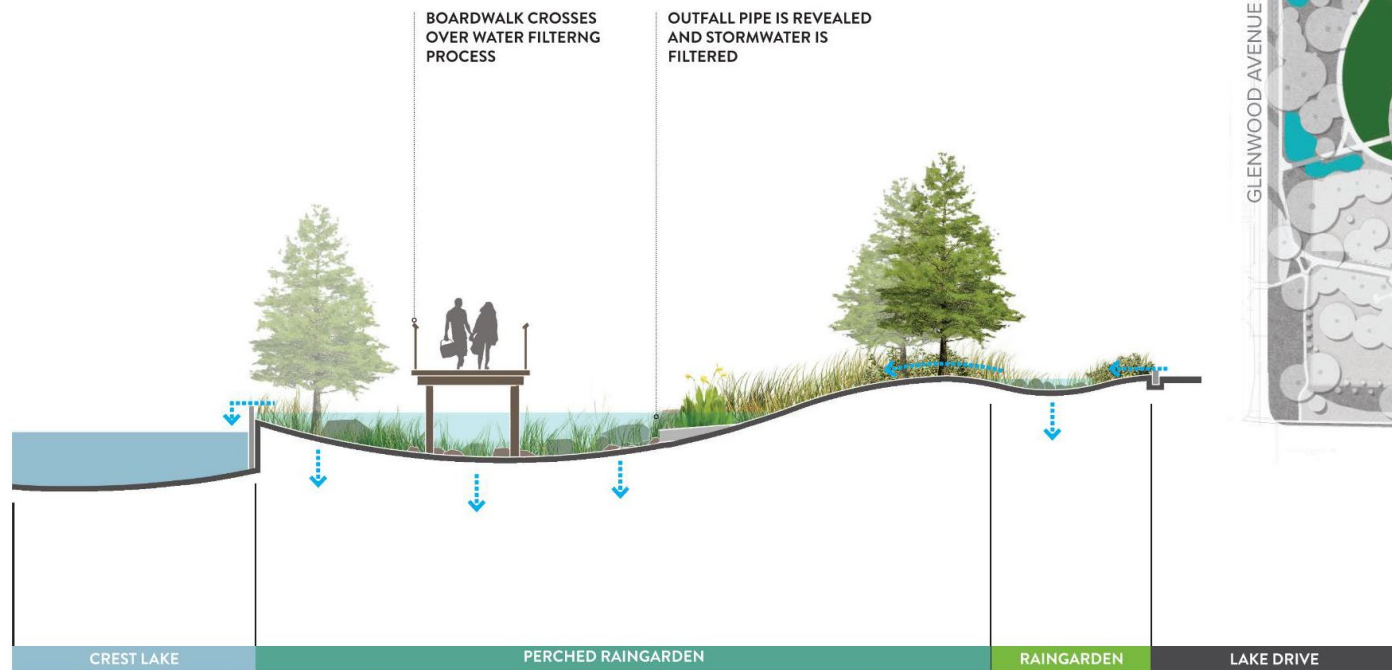 BOARDWALK CROSSES
OVER WATER FILTERNG
PROCESS
OUTFALL PIPE IS REVEALED
AND STORMWATER IS
FILTERED
GLENWOOD AVENUE
CREST LAKE
PERCHED RAINGARDEN
RAINGARDEN
LAKE DRIVE